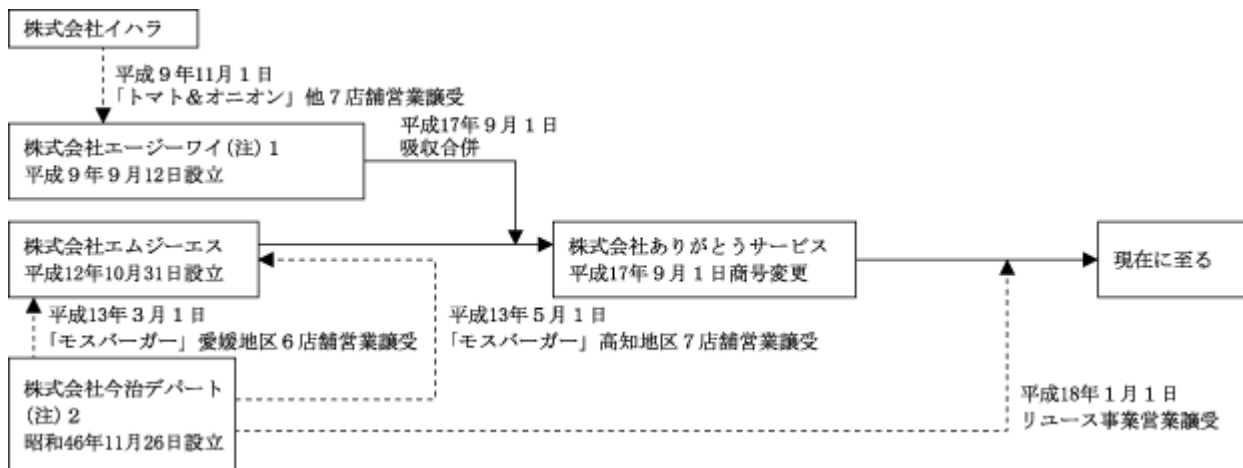 株式会社イハラ
平成9年11月1日
「トマト&オニオン」他7店舗営業譲受
株式会社エージーワイ(注)1
平成9年9月12日設立
平成17年9月1日
吸収合併
株式会社エムジーエス
平成12年10月31日設立
株式会社ありがとうサービス
平成17年9月1日商号変更
現在に至る
平成13年3月1日
「モスバーガー」愛媛地区6店舗営業譲受
平成13年5月1日
「モスバーガー」高知地区7店舗営業譲受
株式会社今治デパート
(注)2
昭和46年11月26日設立
平成18年1月1日
リユース事業営業譲受